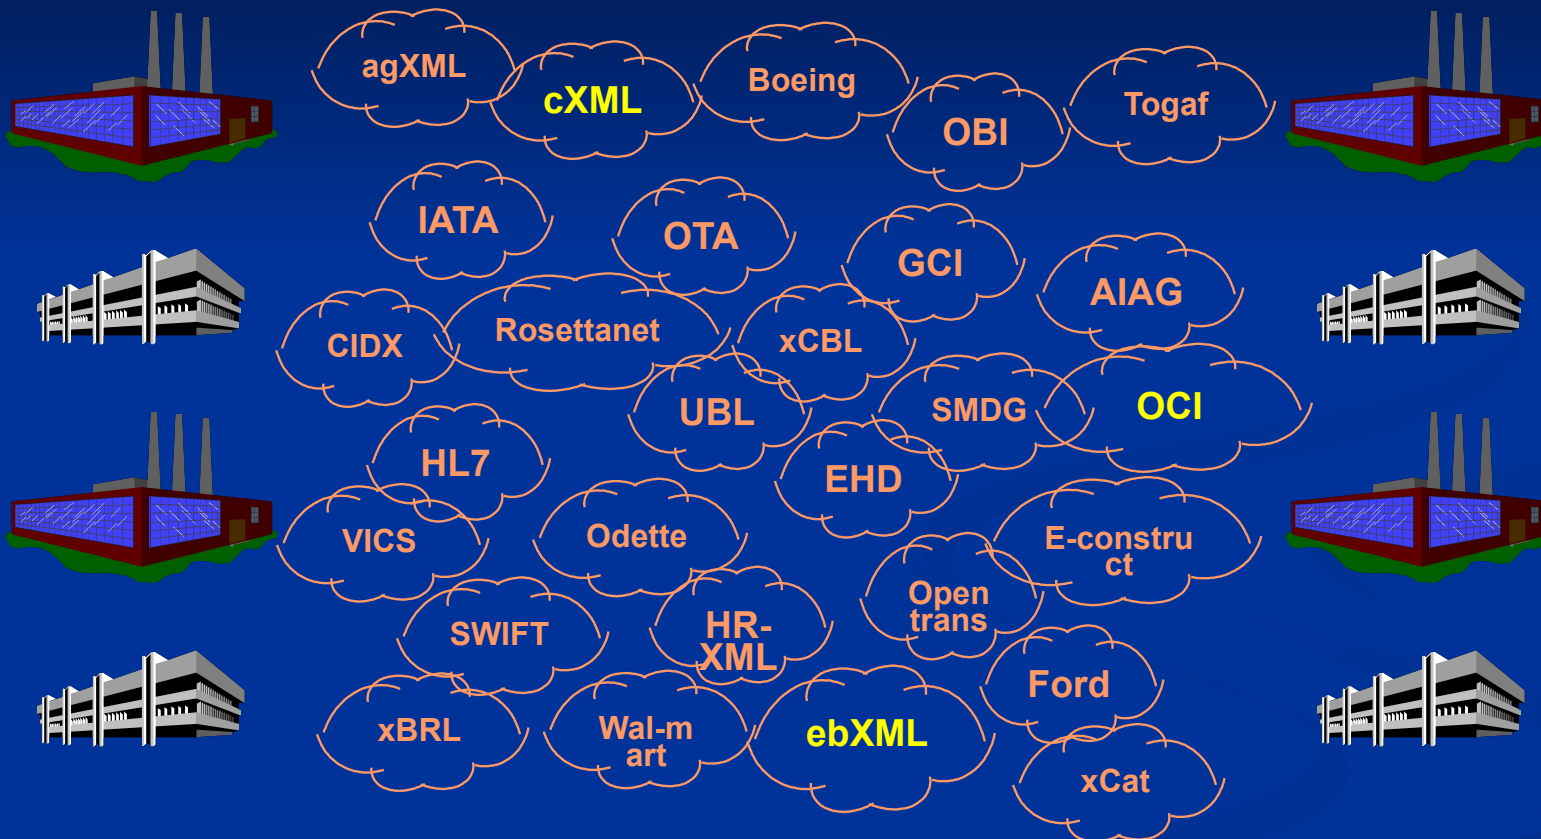 agXML
cXML
Boeing
OBI
Togaf
IATA
OTA
GCI
AIAG
CIDX
Rosettanet
xCBL
UBL
SMDG
OCI
HL7
EHD
VICS
Odette
E-constru
ct
Open
trans
SWIFT
HR-
XML
Ford
xBRL
Wal-m
art
ebXML
xCat